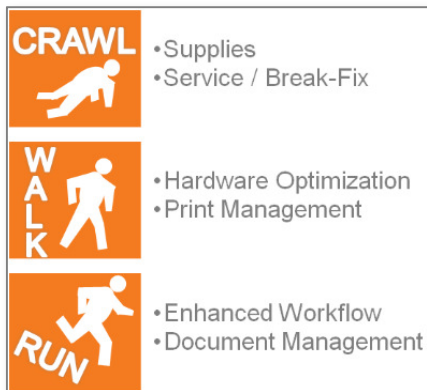 CRAWL
•Supplies
•Service / Break-Fix
WALK
•Hardware Optimization
•Print Management
RUN
•Enhanced Workflow
•Document Management